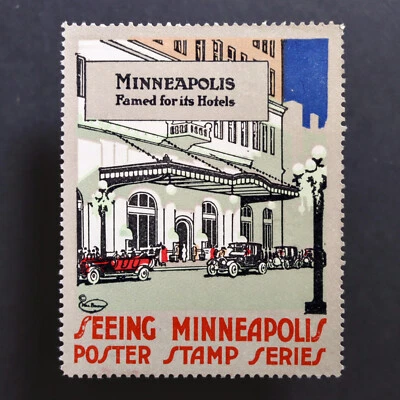 MINNEAPOLIS
Famed for its Hotels
SEEING MINNEAPOLIS
POSTER STAMP SERIES